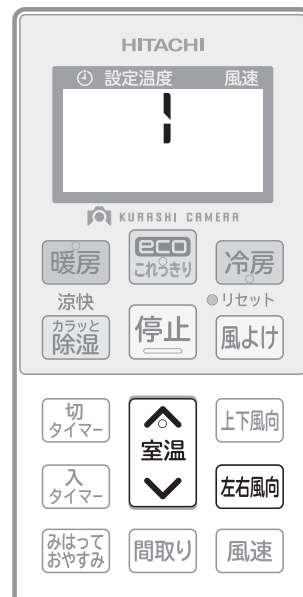 HITACHI
設定温度 風速
1
KURASHI CAMERA
暖房
eco
これっきり
冷房
涼快
リセット
カラッと
除湿
停止
風よけ
切
タイマー
室温
上下風向
入
タイマー
左右風向
みはって
おやすみ
間取り
風速